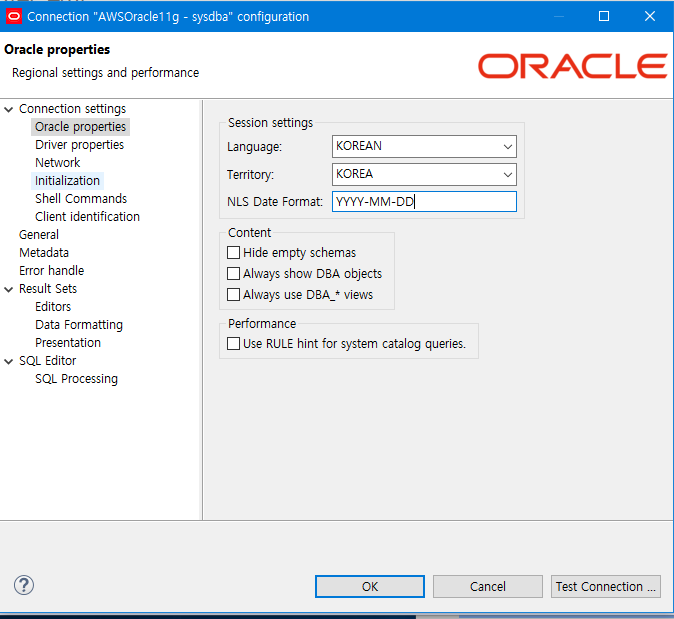 Connection "AWSOracle11g - sysdba" configuration
Oracle properties
Regional settings and performance
ORACLE
Connection settings
Oracle properties
Driver properties
Network
Initialization
Shell Commands
Client identification
General
Metadata
Error handle
Result Sets
Editors
Data Formatting
Presentation
SQL Editor
SQL Processing
Session settings
Language: KOREAN
Territory: KOREA
NLS Date Format: YYYY-MM-DD
Content
Hide empty schemas
Always show DBA objects
Always use DBA_* views
Performance
Use RULE hint for system catalog queries.
? OK Cancel Test Connection ...